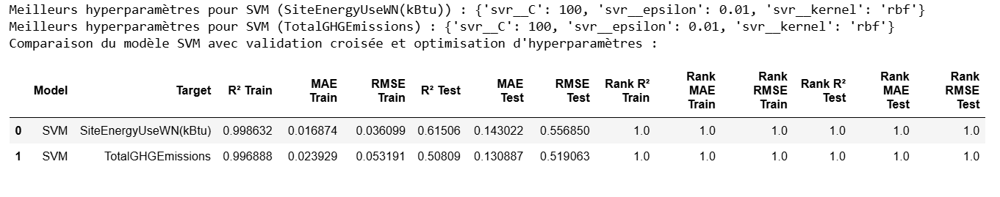 Meilleurs hyperparamètres pour SVM (SiteEnergyUseWN(kBtu)) : {'svr__C': 100, 'svr__epsilon': 0.01, 'svr__kernel': 'rbf'}
Meilleurs hyperparamètres pour SVM (TotalGHGEmissions) : {'svr__C': 100, 'svr__epsilon': 0.01, 'svr__kernel': 'rbf'}
Comparaison du modèle SVM avec validation croisée et optimisation d'hyperparamètres :
Model Target R² Train MAE Train RMSE Train R² Test MAE Test RMSE Test Rank R² Train Rank MAE Train Rank RMSE Train Rank R² Test Rank MAE Test Rank RMSE Test
0 SVM SiteEnergyUseWN(kBtu) 0.998632 0.016874 0.036099 0.61506 0.143022 0.556850 1.0 1.0 1.0 1.0 1.0 1.0
1 SVM TotalGHGEmissions 0.996888 0.023929 0.053191 0.50809 0.130887 0.519063 1.0 1.0 1.0 1.0 1.0 1.0